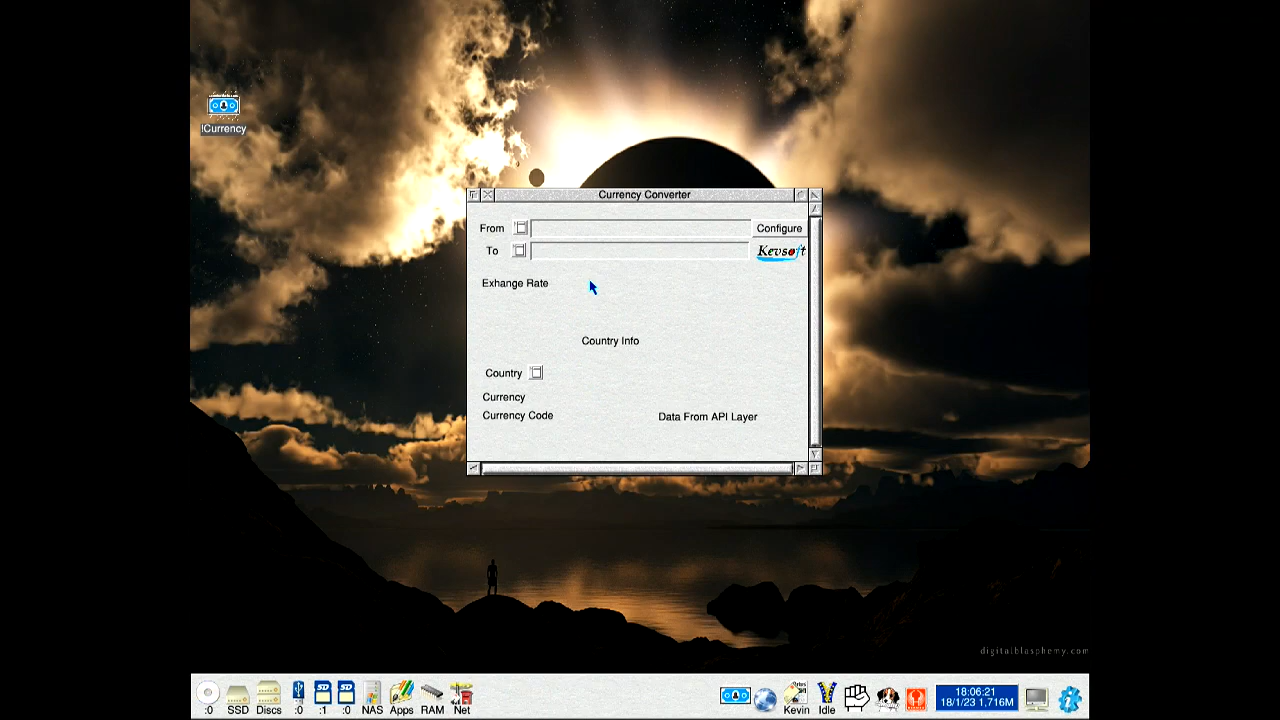 !Currency
Currency Converter
From
Configure
To
Kevsoft
Exhange Rate
Country Info
Country
Currency
Currency Code
Data From API Layer
digitalblasphemy.com
:0
SSD
Discs
:0
:1
:0
NAS
Apps
RAM
Net
Kevin
Idle
18:06:21
18/1/23 1,716M